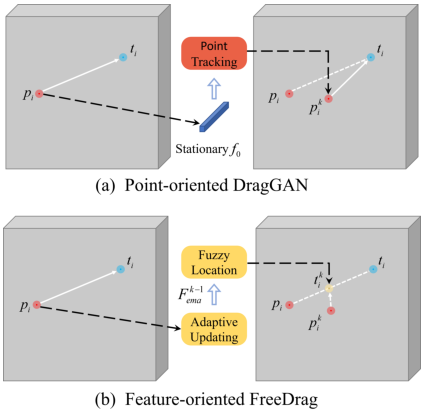 t_i
p_i
Point
Tracking
Stationary f_0
t_i
p_i
p_i^k
(a) Point-oriented DragGAN
t_i
p_i
Fuzzy
Location
F_{ema}^{k-1}
Adaptive
Updating
t_i
t_i^k
p_i
p_i^k
(b) Feature-oriented FreeDrag